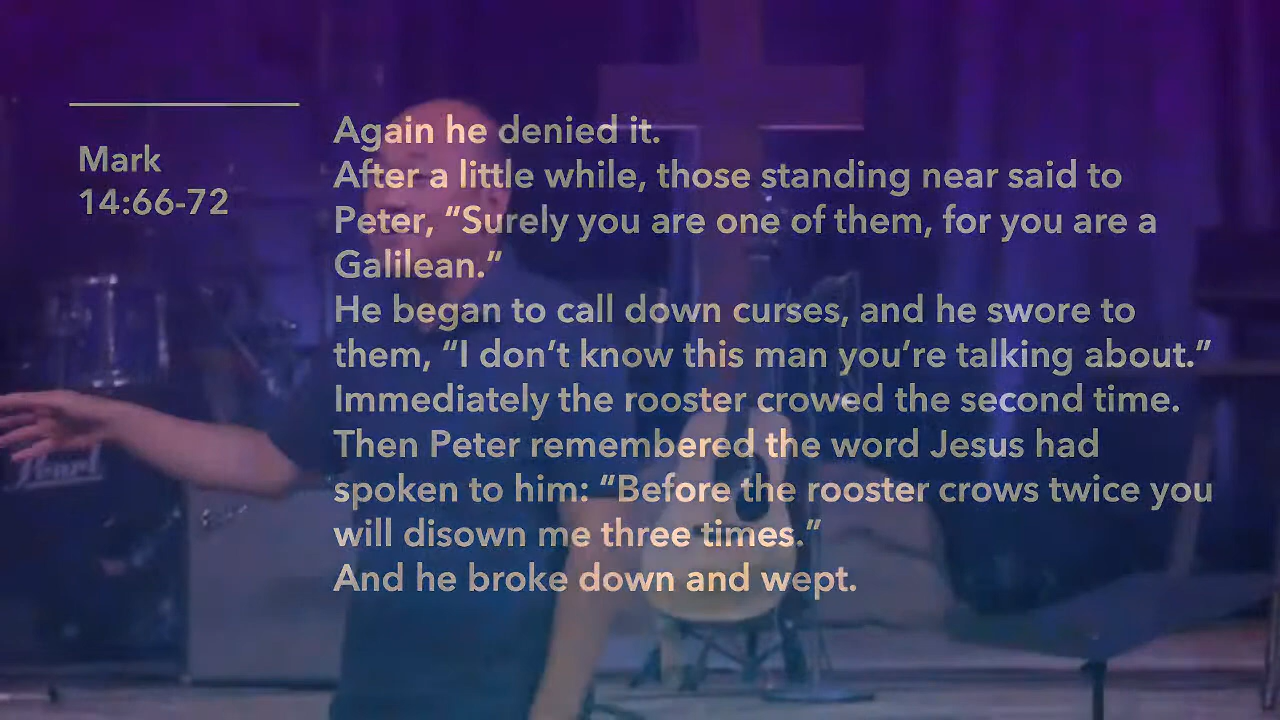 Mark
14:66-72
Again he denied it.
After a little while, those standing near said to
Peter, “Surely you are one of them, for you are a
Galilean.”
He began to call down curses, and he swore to
them, “I don’t know this man you’re talking about.”
Immediately the rooster crowed the second time.
Then Peter remembered the word Jesus had
spoken to him: “Before the rooster crows twice you
will disown me three times.”
And he broke down and wept.
Pearl